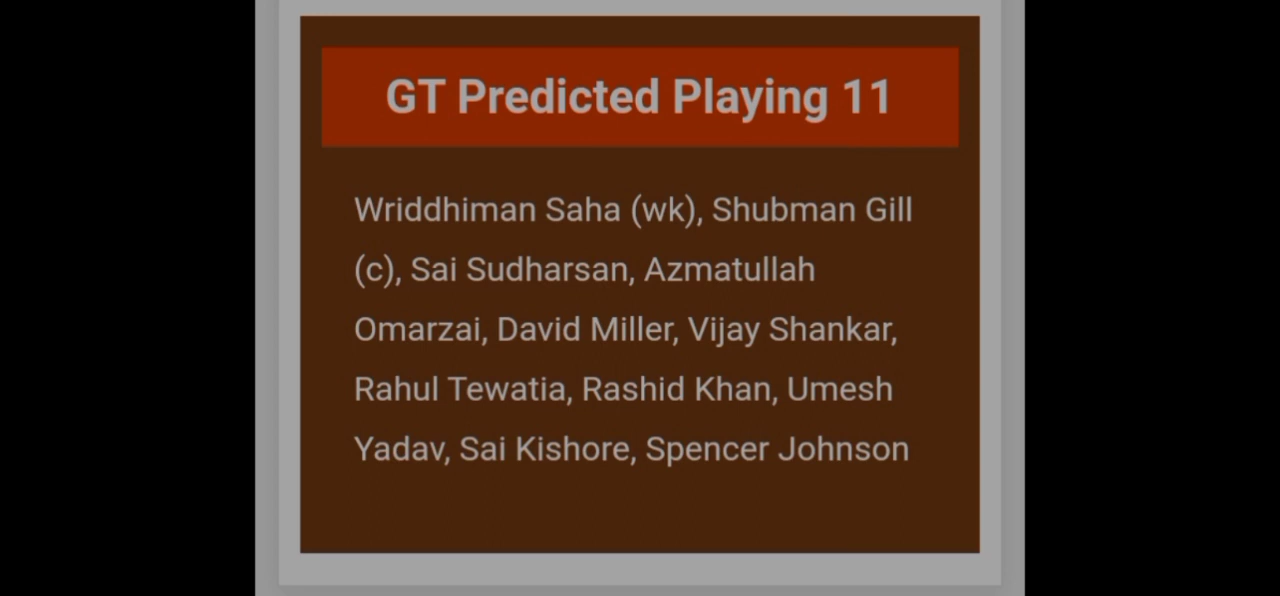 GT Predicted Playing 11
Wriddhiman Saha (wk), Shubman Gill
(c), Sai Sudharsan, Azmatullah
Omarzai, David Miller, Vijay Shankar,
Rahul Tewatia, Rashid Khan, Umesh
Yadav, Sai Kishore, Spencer Johnson